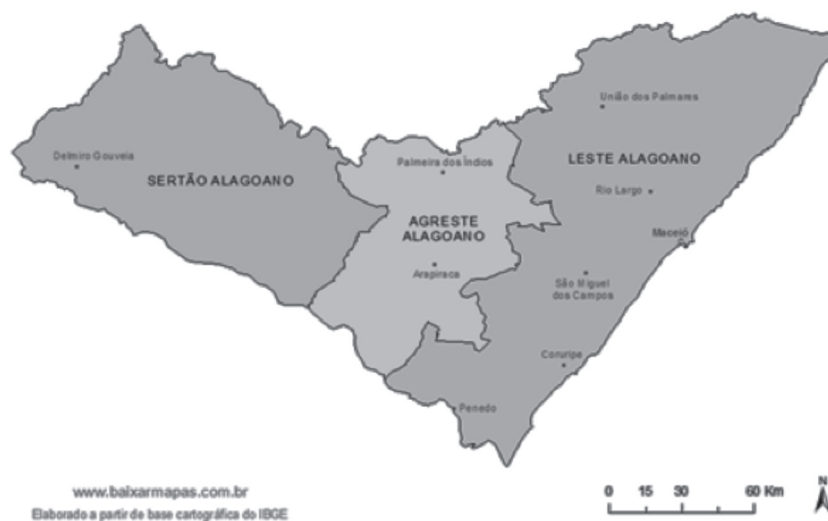 União dos Palmares
Delmiro Gouveia
Palmeira dos Índios
LESTE ALAGOANO
SERTÃO ALAGOANO
Rio Largo
AGRESTE
ALAGOANO
Maceió
Arapiraca
São Miguel
dos Campos
Coruripe
Penedo
www.baixarmapas.com.br
Elaborado a partir de base cartográfica do IBGE
0 15 30 60 Km
N